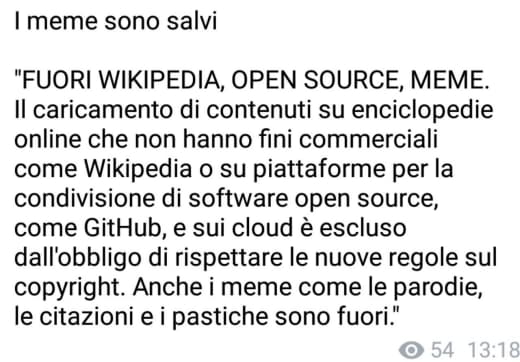 I meme sono salvi
"FUORI WIKIPEDIA, OPEN SOURCE, MEME.
Il caricamento di contenuti su enciclopedie
online che non hanno fini commerciali
come Wikipedia o su piattaforme per la
condivisione di software open source,
come GitHub, e sui cloud è escluso
dall'obbligo di rispettare le nuove regole sul
copyright. Anche i meme come le parodie,
le citazioni e i pastiche sono fuori."
54 13:18